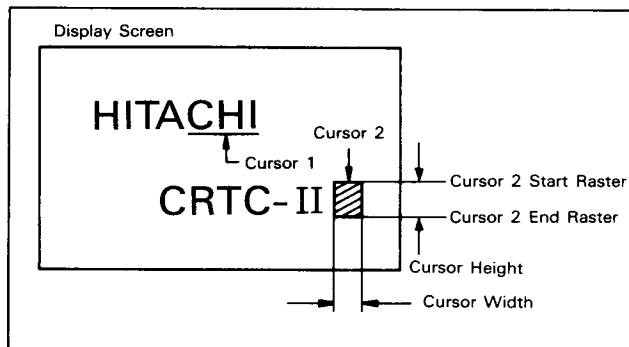 Display Screen
HITACHI
Cursor 2
Cursor 1
Cursor 2 Start Raster
CRTC-II
Cursor 2 End Raster
Cursor Height
Cursor Width